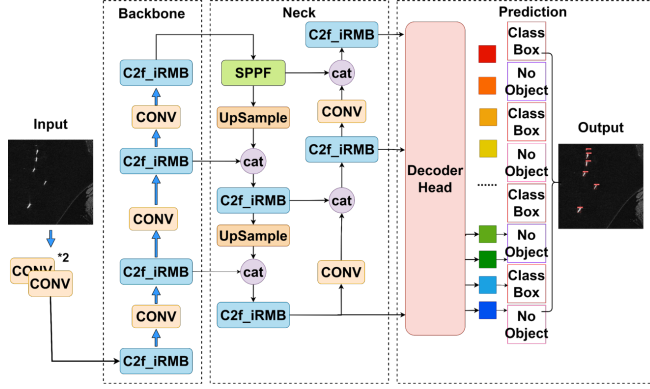 Backbone
Neck
Prediction
Input
*2
CONV
CONV
C2f_iRMB
CONV
C2f_iRMB
CONV
C2f_iRMB
CONV
C2f_iRMB
SPPF
UpSample
cat
C2f_iRMB
UpSample
cat
C2f_iRMB
C2f_iRMB
cat
CONV
C2f_iRMB
cat
CONV
Decoder
Head
Class
Box
No
Object
Class
Box
No
Object
......
Class
Box
No
Object
Class
Box
No
Object
Output